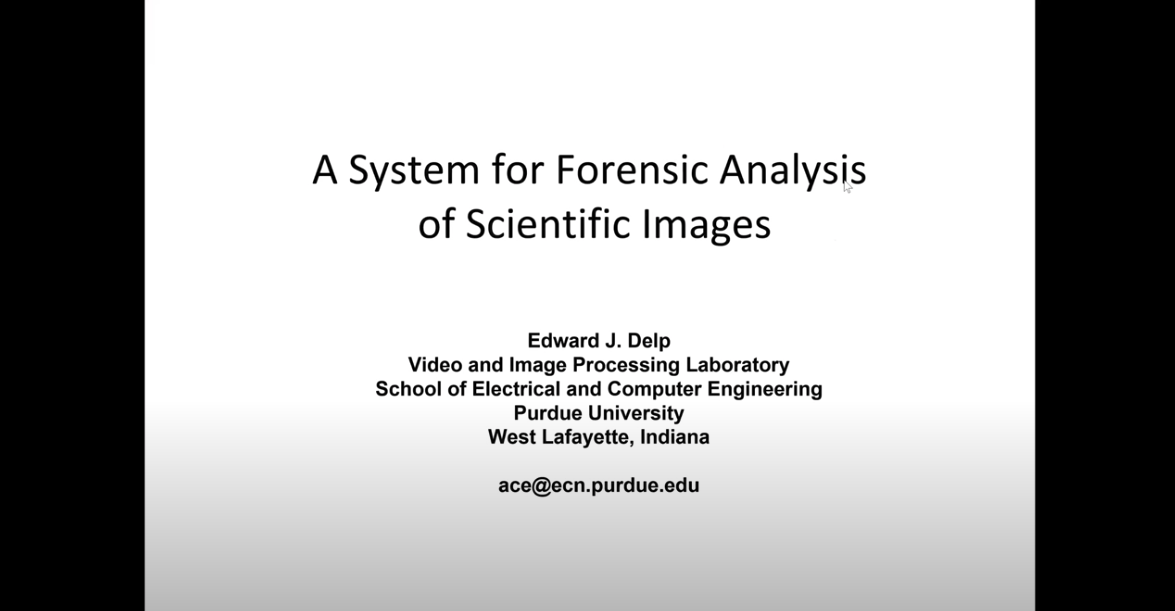 A System for Forensic Analysis
of Scientific Images
Edward J. Delp
Video and Image Processing Laboratory
School of Electrical and Computer Engineering
Purdue University
West Lafayette, Indiana
ace@ecn.purdue.edu